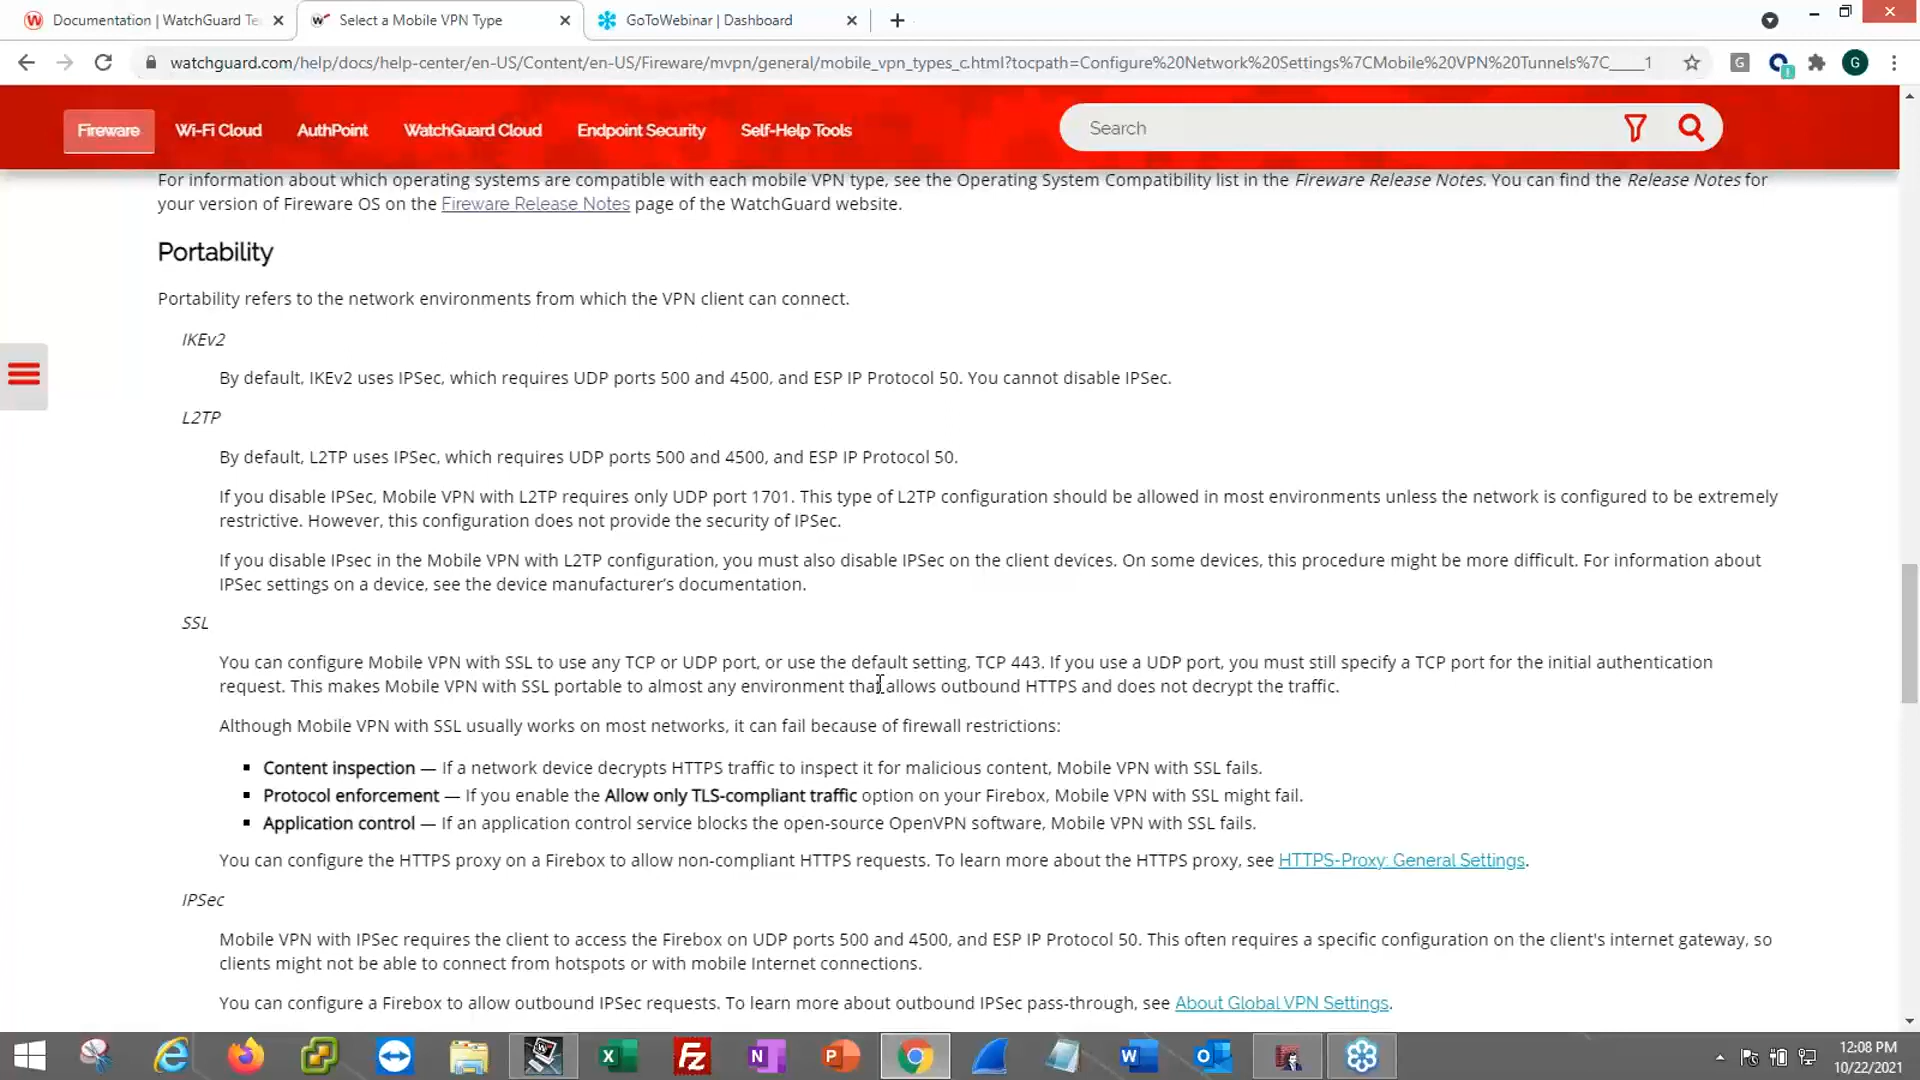 Documentation | WatchGuard Te
Select a Mobile VPN Type
GoToWebinar | Dashboard
watchguard.com/help/docs/help-center/en-US/Content/en-US/Fireware/mvpn/general/mobile_vpn_types_c.html?tocpath=Configure%20Network%20Settings%7CMobile%20VPN%20Tunnels%7C_____1
G
G
Fireware
Wi-Fi Cloud
AuthPoint
WatchGuard Cloud
Endpoint Security
Self-Help Tools
Search
For information about which operating systems are compatible with each mobile VPN type, see the Operating System Compatibility list in the Fireware Release Notes. You can find the Release Notes for
your version of Fireware OS on the Fireware Release Notes page of the WatchGuard website.
Portability
Portability refers to the network environments from which the VPN client can connect.
IKEv2
By default, IKEv2 uses IPSec, which requires UDP ports 500 and 4500, and ESP IP Protocol 50. You cannot disable IPSec.
L2TP
By default, L2TP uses IPSec, which requires UDP ports 500 and 4500, and ESP IP Protocol 50.
If you disable IPSec, Mobile VPN with L2TP requires only UDP port 1701. This type of L2TP configuration should be allowed in most environments unless the network is configured to be extremely
restrictive. However, this configuration does not provide the security of IPSec.
If you disable IPsec in the Mobile VPN with L2TP configuration, you must also disable IPSec on the client devices. On some devices, this procedure might be more difficult. For information about
IPSec settings on a device, see the device manufacturer's documentation.
SSL
You can configure Mobile VPN with SSL to use any TCP or UDP port, or use the default setting, TCP 443. If you use a UDP port, you must still specify a TCP port for the initial authentication
request. This makes Mobile VPN with SSL portable to almost any environment that allows outbound HTTPS and does not decrypt the traffic.
Although Mobile VPN with SSL usually works on most networks, it can fail because of firewall restrictions:
Content inspection — If a network device decrypts HTTPS traffic to inspect it for malicious content, Mobile VPN with SSL fails.
Protocol enforcement — If you enable the Allow only TLS-compliant traffic option on your Firebox, Mobile VPN with SSL might fail.
Application control — If an application control service blocks the open-source OpenVPN software, Mobile VPN with SSL fails.
You can configure the HTTPS proxy on a Firebox to allow non-compliant HTTPS requests. To learn more about the HTTPS proxy, see HTTPS-Proxy: General Settings.
IPSec
Mobile VPN with IPSec requires the client to access the Firebox on UDP ports 500 and 4500, and ESP IP Protocol 50. This often requires a specific configuration on the client's internet gateway, so
clients might not be able to connect from hotspots or with mobile Internet connections.
You can configure a Firebox to allow outbound IPSec requests. To learn more about outbound IPSec pass-through, see About Global VPN Settings.
12:08 PM
10/22/2021